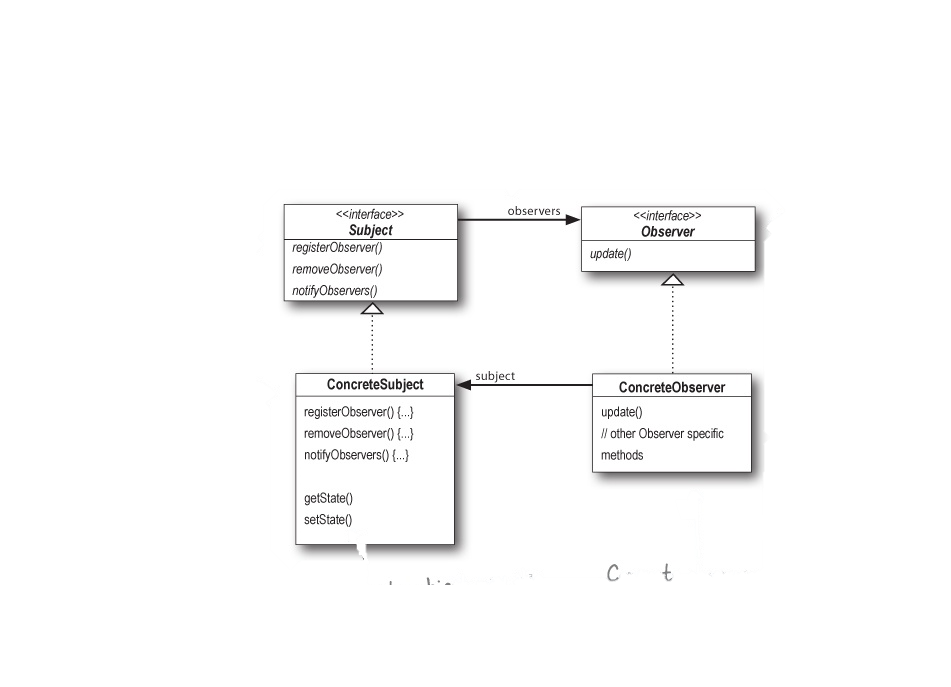 <<interface>>
Subject
registerObserver()
removeObserver()
notifyObservers()
observers
<<interface>>
Observer
update()
ConcreteSubject
registerObserver() {...}
removeObserver() {...}
notifyObservers() {...}
getState()
setState()
subject
ConcreteObserver
update()
// other Observer specific
methods